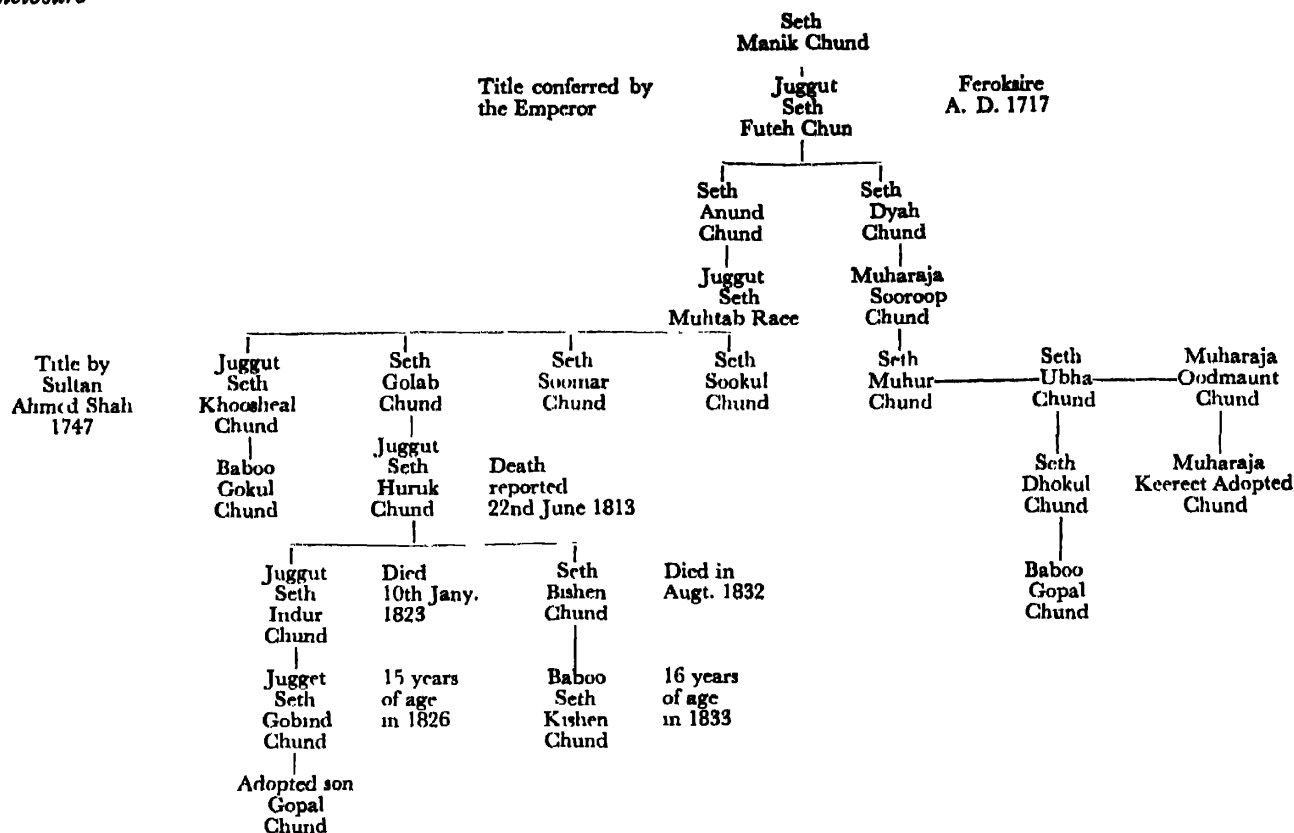 Seth
Manik Chund
Title conferred by
the Emperor
Juggut
Seth
Futeh Chun
Feroksire
A. D. 1717
Seth
Anund
Chund
Seth
Dyah
Chund
Juggut
Seth
Muhtab Raee
Muharaja
Sooroop
Chund
Title by
Sultan
Ahmed Shah
1747
Juggut
Seth
Khoosheal
Chund
Seth
Golab
Chund
Seth
Soomar
Chund
Seth
Sookul
Chund
Seth
Muhur
Chund
Seth
Ubha
Chund
Muharaja
Oodmaunt
Chund
Baboo
Gokul
Chund
Juggut
Seth
Huruk
Chund
Death
reported
22nd June 1813
Seth
Dhokul
Chund
Muharaja
Keereet Adopted
Chund
Juggut
Seth
Indur
Chund
Died
10th Jany.
1823
Seth
Bishen
Chund
Died in
Augt. 1832
Baboo
Gopal
Chund
Jugget
Seth
Gobind
Chund
15 years
of age
in 1826
Baboo
Seth
Kishen
Chund
16 years
of age
in 1833
Adopted son
Gopal
Chund